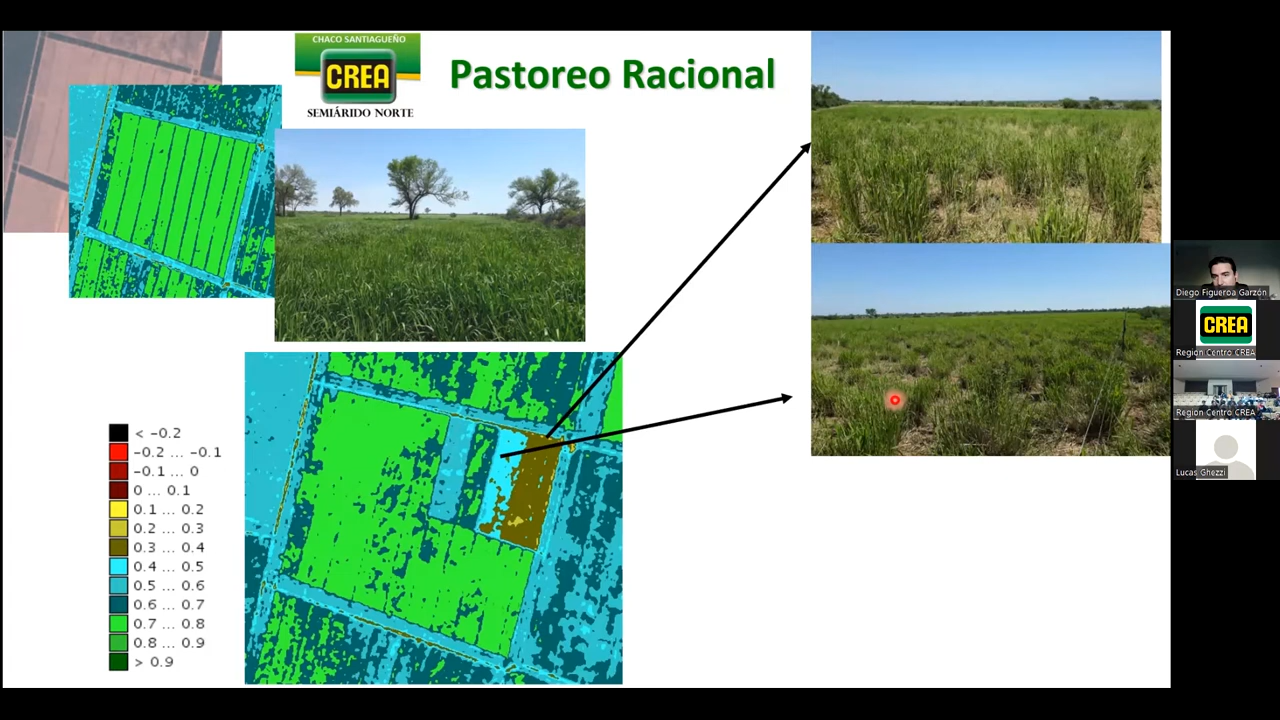 CHACO SANTIAGUEÑO
CREA
SEMIÁRIDO NORTE
Pastoreo Racional
< -0.2
-0.2 ... -0.1
-0.1 ... 0
0 ... 0.1
0.1 ... 0.2
0.2 ... 0.3
0.3 ... 0.4
0.4 ... 0.5
0.5 ... 0.6
0.6 ... 0.7
0.7 ... 0.8
0.8 ... 0.9
> 0.9
Diego Figueroa Garzón
CREA
Region Centro CREA
Region Centro CREA
Lucas Ghezzi